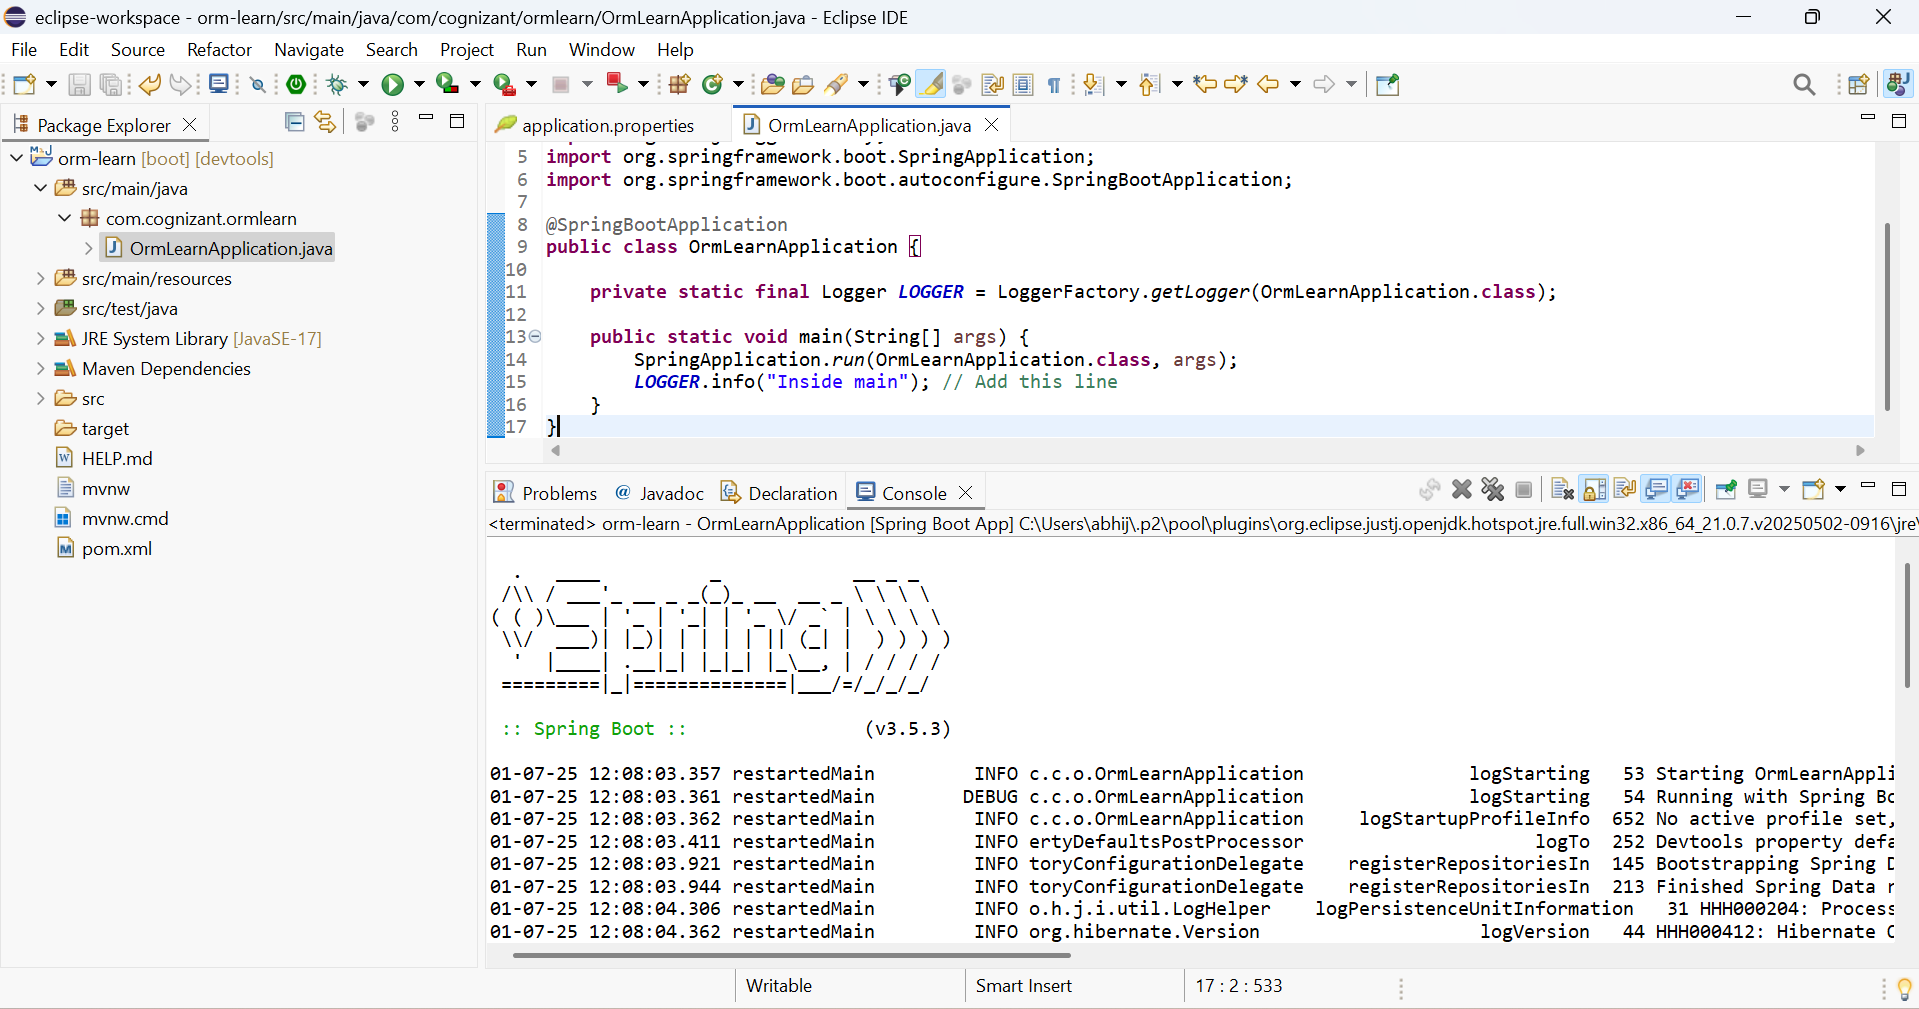 eclipse-workspace - orm-learn/src/main/java/com/cognizant/ormlearn/OrmLearnApplication.java - Eclipse IDE
File Edit Source Refactor Navigate Search Project Run Window Help
Package Explorer
orm-learn [boot] [devtools]
src/main/java
com.cognizant.ormlearn
OrmLearnApplication.java
src/main/resources
src/test/java
JRE System Library [JavaSE-17]
Maven Dependencies
src
target
HELP.md
mvnw
mvnw.cmd
pom.xml
application.properties OrmLearnApplication.java
5 import org.springframework.boot.SpringApplication;
6 import org.springframework.boot.autoconfigure.SpringBootApplication;
7
8 @SpringBootApplication
9 public class OrmLearnApplication {
10
11 private static final Logger LOGGER = LoggerFactory.getLogger(OrmLearnApplication.class);
12
13 public static void main(String[] args) {
14 SpringApplication.run(OrmLearnApplication.class, args);
15 LOGGER.info("Inside main"); // Add this line
16 }
17 }
Problems Javadoc Declaration Console
<terminated> orm-learn - OrmLearnApplication [Spring Boot App] C:\Users\abhij\.p2\pool\plugins\org.eclipse.justj.openjdk.hotspot.jre.full.win32.x86_64_21.0.7.v20250502-0916\jre\
Spring
:: Spring Boot :: (v3.5.3)
01-07-25 12:08:03.357 restartedMain INFO c.c.o.OrmLearnApplication logStarting 53 Starting OrmLearnAppli
01-07-25 12:08:03.361 restartedMain DEBUG c.c.o.OrmLearnApplication logStarting 54 Running with Spring Bo
01-07-25 12:08:03.362 restartedMain INFO c.c.o.OrmLearnApplication logStartupProfileInfo 652 No active profile set,
01-07-25 12:08:03.411 restartedMain INFO ertyDefaultsPostProcessor logTo 252 Devtools property defa
01-07-25 12:08:03.921 restartedMain INFO toryConfigurationDelegate registerRepositoriesIn 145 Bootstrapping Spring D
01-07-25 12:08:03.944 restartedMain INFO toryConfigurationDelegate registerRepositoriesIn 213 Finished Spring Data r
01-07-25 12:08:04.306 restartedMain INFO o.h.j.i.util.LogHelper logPersistenceUnitInformation 31 HHH000204: Process
01-07-25 12:08:04.362 restartedMain INFO org.hibernate.Version logVersion 44 HHH000412: Hibernate
Writable Smart Insert 17 : 2 : 533